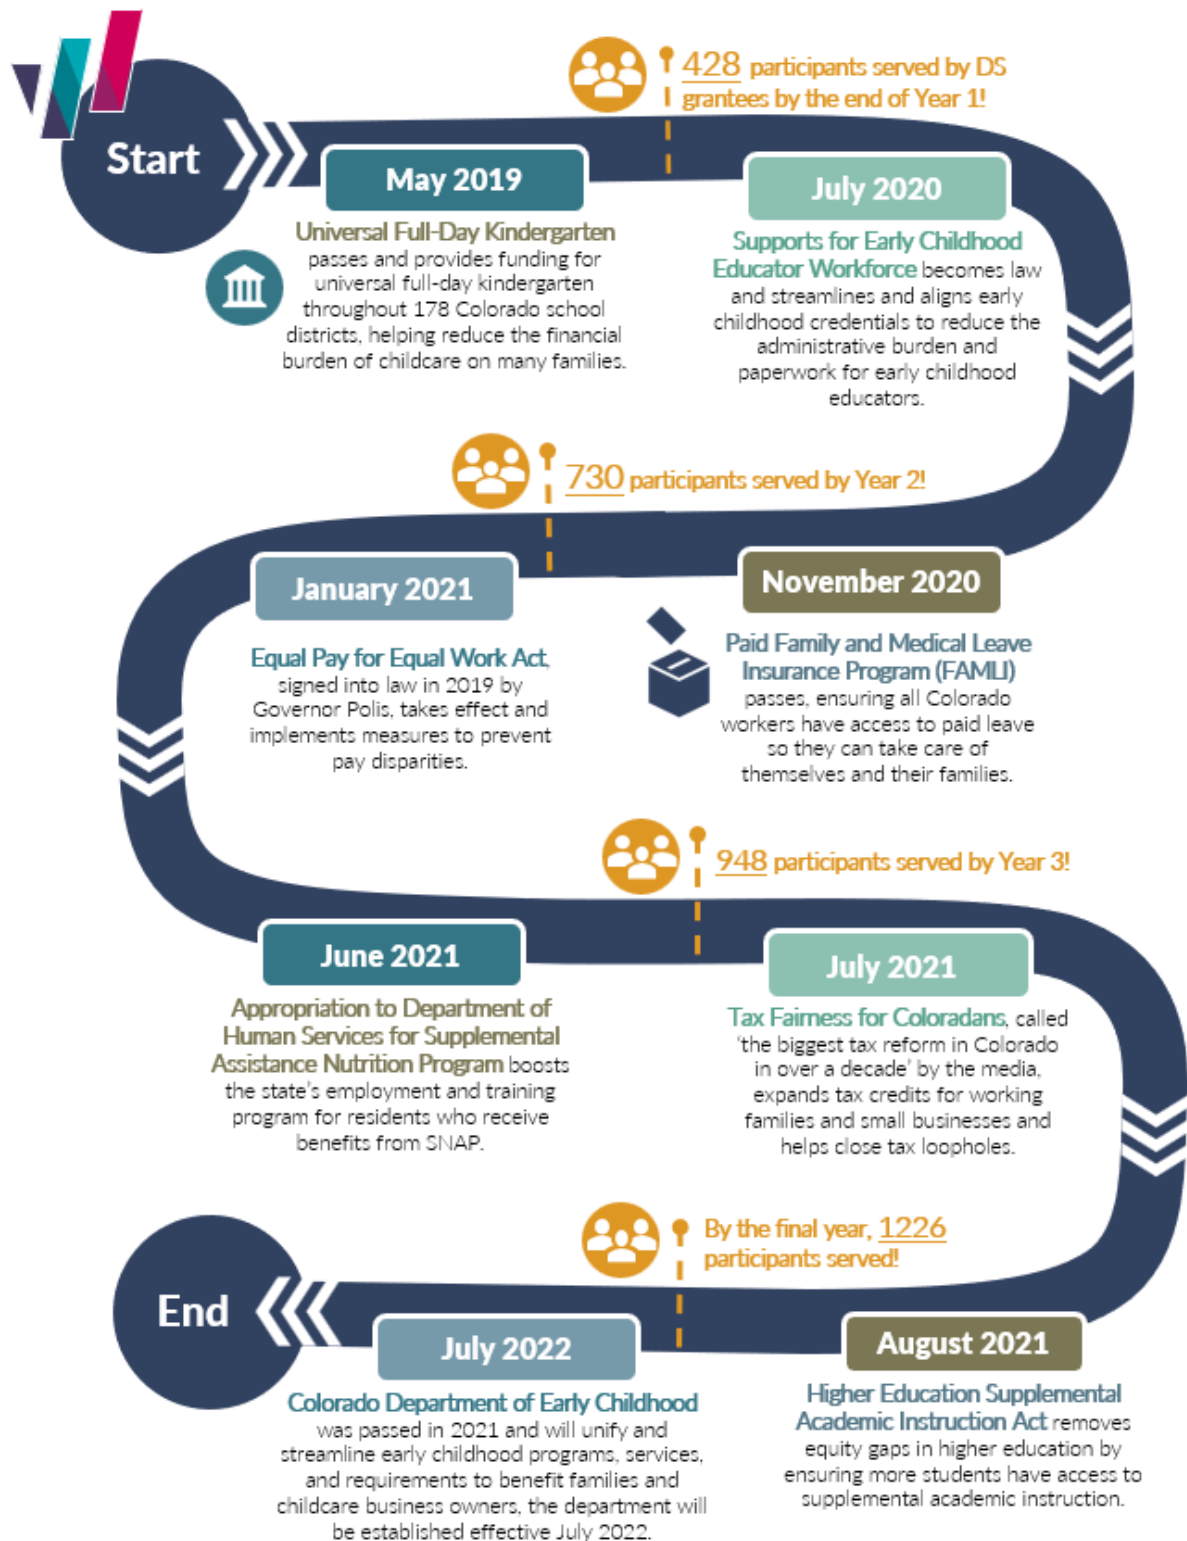 428 participants served by DS
grantees by the end of Year 1!
Start
May 2019
Universal Full-Day Kindergarten
passes and provides funding for
universal full-day kindergarten
throughout 178 Colorado school
districts, helping reduce the financial
burden of childcare on many families.
July 2020
Supports for Early Childhood
Educator Workforce becomes law
and streamlines and aligns early
childhood credentials to reduce the
administrative burden and
paperwork for early childhood
educators.
730 participants served by Year 2!
November 2020
Paid Family and Medical Leave
Insurance Program (FAMLI)
passes, ensuring all Colorado
workers have access to paid leave
so they can take care of
themselves and their families.
January 2021
Equal Pay for Equal Work Act,
signed into law in 2019 by
Governor Polis, takes effect and
implements measures to prevent
pay disparities.
948 participants served by Year 3!
June 2021
Appropriation to Department of
Human Services for Supplemental
Assistance Nutrition Program boosts
the state's employment and training
program for residents who receive
benefits from SNAP.
July 2021
Tax Fairness for Coloradans, called
'the biggest tax reform in Colorado
in over a decade' by the media,
expands tax credits for working
families and small businesses and
helps close tax loopholes.
By the final year, 1226
participants served!
August 2021
Higher Education Supplemental
Academic Instruction Act removes
equity gaps in higher education by
ensuring more students have access to
supplemental academic instruction.
July 2022
Colorado Department of Early Childhood
was passed in 2021 and will unify and
streamline early childhood programs, services,
and requirements to benefit families and
childcare business owners, the department will
be established effective July 2022.
End